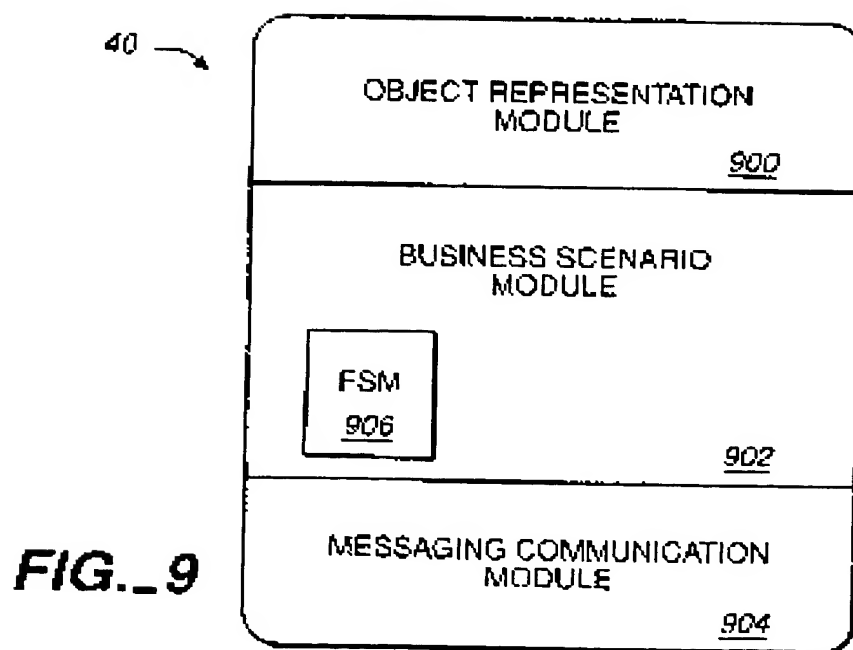 40
OBJECT REPRESENTATION
MODULE
900
BUSINESS SCENARIO
MODULE
FSM
906
902
MESSAGING COMMUNICATION
MODULE
904
FIG._9